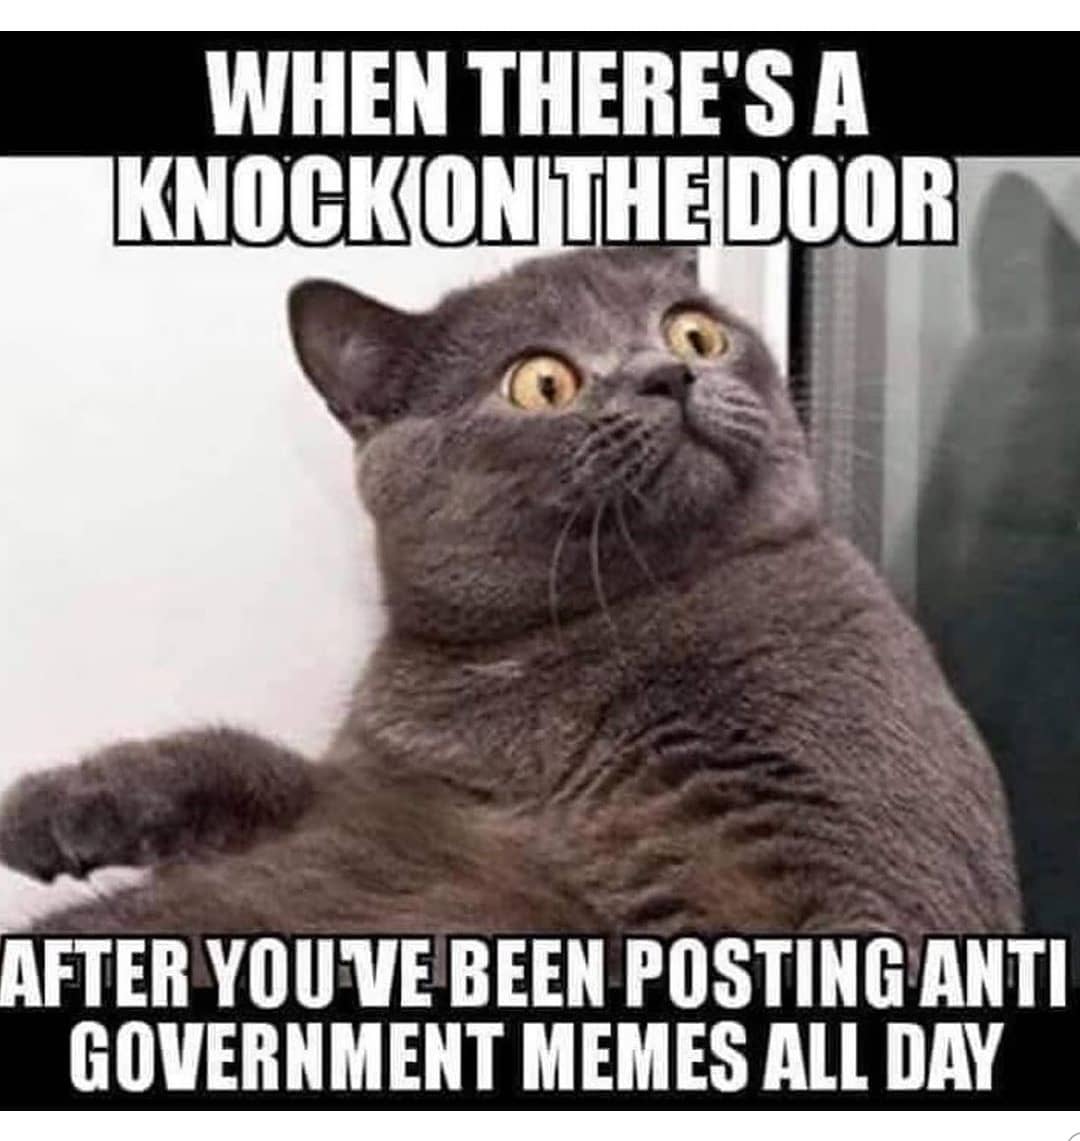 WHEN THERE'S A
KNOCK ON THE DOOR
AFTER YOU'VE BEEN POSTING ANTI
GOVERNMENT MEMES ALL DAY